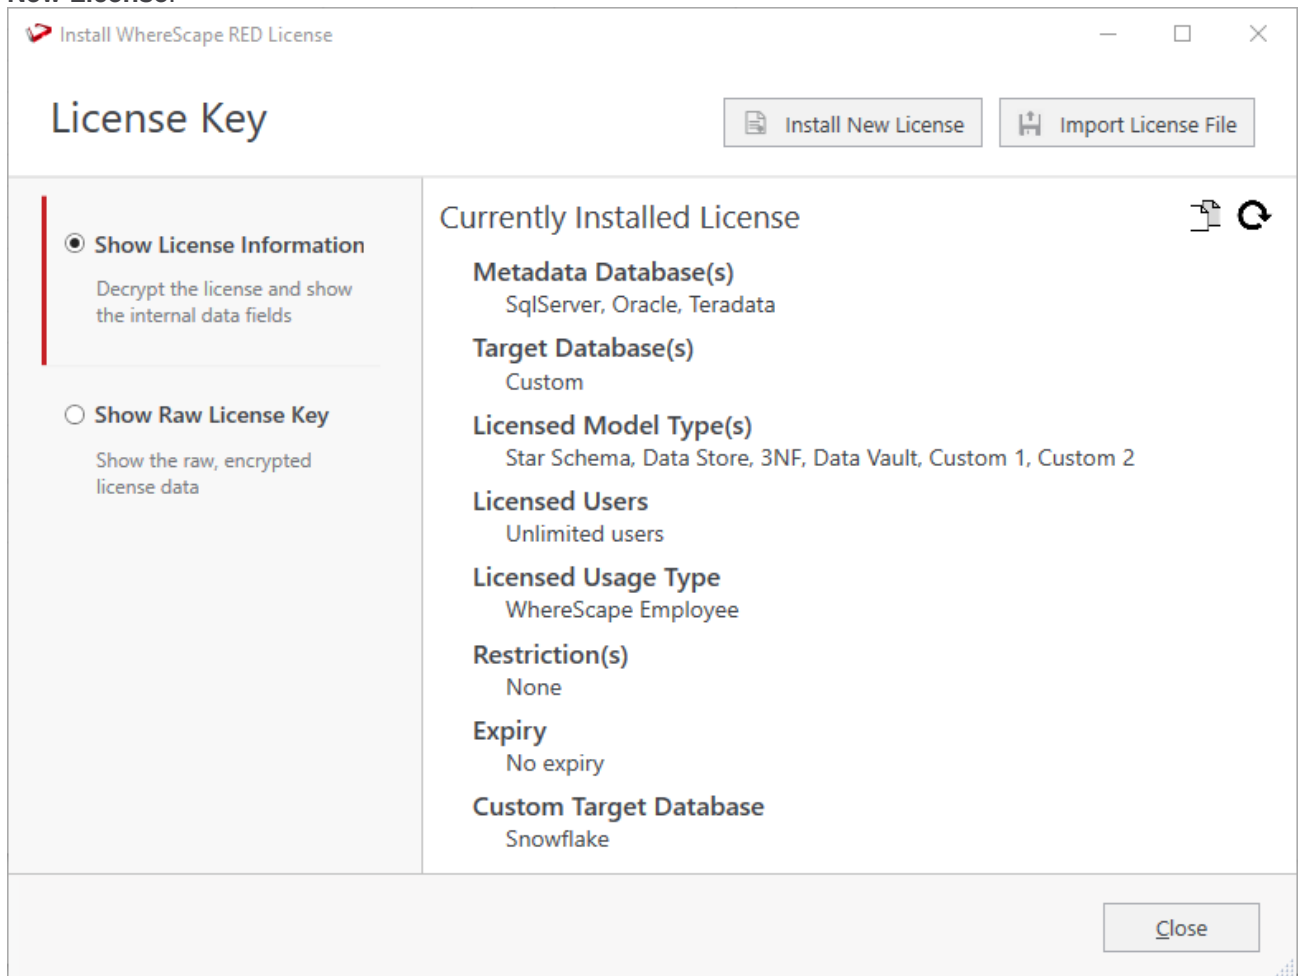 New License.
Install WhereScape RED License
License Key
Install New License
Import License File
Show License Information
Decrypt the license and show
the internal data fields
Show Raw License Key
Show the raw, encrypted
license data
Currently Installed License
Metadata Database(s)
SqlServer, Oracle, Teradata
Target Database(s)
Custom
Licensed Model Type(s)
Star Schema, Data Store, 3NF, Data Vault, Custom 1, Custom 2
Licensed Users
Unlimited users
Licensed Usage Type
WhereScape Employee
Restriction(s)
None
Expiry
No expiry
Custom Target Database
Snowflake
Close